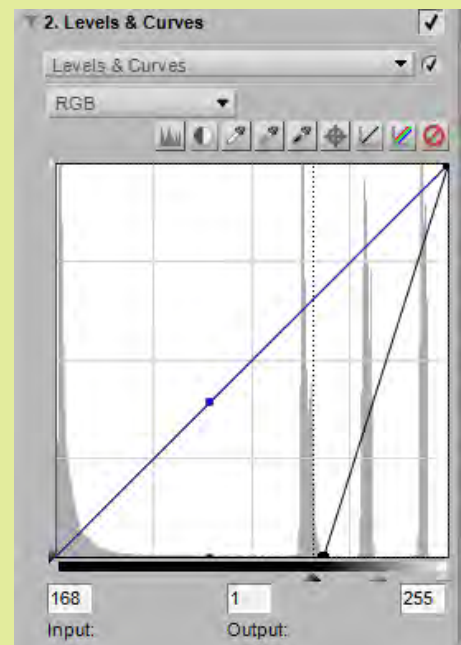 2. Levels & Curves
Levels & Curves
RGB
168 1 255
Input: Output: